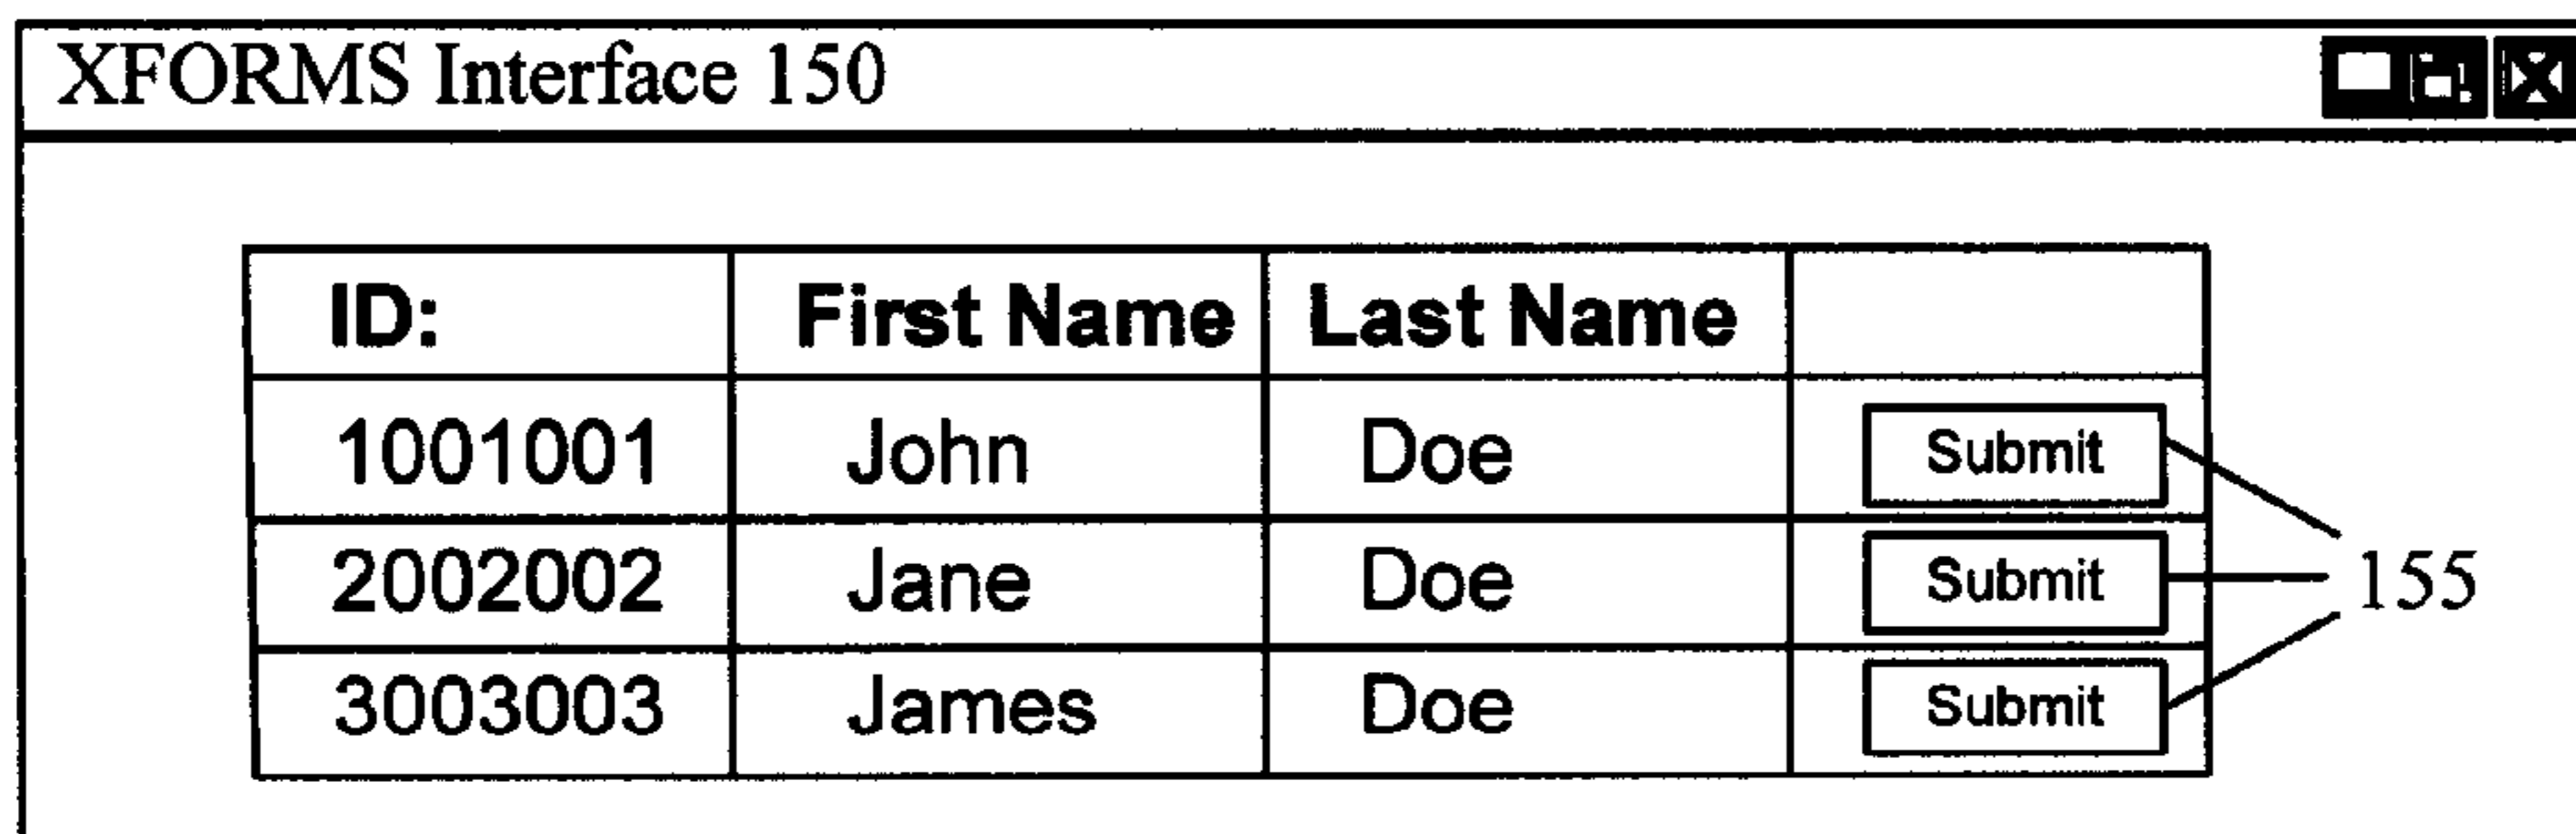 XFORMS Interface 150
ID: First Name Last Name
1001001 John Doe Submit
2002002 Jane Doe Submit 155
3003003 James Doe Submit